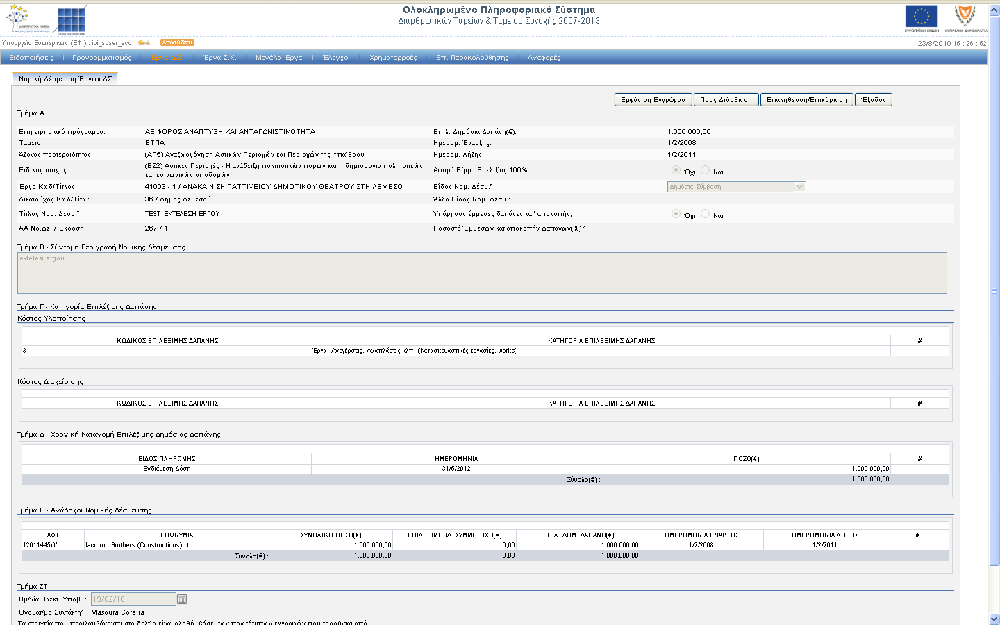 Ολοκληρωμένο Πληροφοριακό Σύστημα
Διαρθρωτικών Ταμείων & Ταμείου Συνοχής 2007-2013
ΔΙΑΡΘΡΩΤΙΚΑ ΤΑΜΕΙΑ
ΕΥΡΩΠΑΪΚΗ ΕΝΩΣΗ
ΚΥΠΡΙΑΚΗ ΔΗΜΟΚΡΑΤΙΑ
Υπουργείο Εσωτερικών (ΕΦΙ) : ibi_suser_acc Αποσύνδεση 23/8/2010 15 : 26 : 52
Ειδοποιήσεις Προγραμματισμός Έργα Δ.Σ. Έργα Σ.Χ. Μεγάλα Έργα Έλεγχοι Χρηματορροές Επ. Παρακολούθησης Αναφορές
Νομική Δέσμευση Έργων ΔΣ
Εμφάνιση Εγγράφου Προς Διόρθωση Επαλήθευση/Επικύρωση Έξοδος
Τμήμα Α
Επιχειρησιακό πρόγραμμα: ΑΕΙΦΟΡΟΣ ΑΝΑΠΤΥΞΗ ΚΑΙ ΑΝΤΑΓΩΝΙΣΤΙΚΟΤΗΤΑ Επιλ. Δημόσια Δαπάνη(€): 1.000.000,00
Ταμείο: ΕΤΠΑ Ημερομ. Έναρξης: 1/2/2008
Άξονας προτεραιότητας: (ΑΠ5) Αναζωογόνηση Αστικών Περιοχών και Περιοχών της Υπαίθρου Ημερομ. Λήξης: 1/2/2011
Ειδικός στόχος: (ΕΣ2) Αστικές Περιοχές - Η ανάδειξη πολιτιστικών πόρων και η δημιουργία πολιτιστικών Αφορά Ρήτρα Ευελιξίας 100%: Όχι Ναι
και κοινωνικών υποδομών
Έργο Κωδ/Τίτλος: 41003 - 1 / ΑΝΑΚΑΙΝΙΣΗ ΠΑΤΤΙΧΕΙΟΥ ΔΗΜΟΤΙΚΟΥ ΘΕΑΤΡΟΥ ΣΤΗ ΛΕΜΕΣΟ Είδος Νομ. Δέσμ.*: Δημόσια Σύμβαση
Δικαιούχος Κωδ/Τίτλ.: 36 / Δήμος Λεμεσού Άλλο Είδος Νομ. Δέσμ.:
Τίτλος Νομ. Δεσμ.*: TEST_ΕΚΤΕΛΕΣΗ ΕΡΓΟΥ Υπάρχουν έμμεσες δαπάνες κατ' αποκοπήν; Όχι Ναι
ΑΑ Νο.Δε. / Έκδοση: 267 / 1 Ποσοστό Έμμεσων κατ αποκοπήν Δαπανών(%) *:
Τμήμα Β - Σύντομη Περιγραφή Νομικής Δέσμευσης
ektelesi ergou
Τμήμα Γ - Κατηγορία Επιλέξιμης Δαπάνης
Κόστος Υλοποίησης
ΚΩΔΙΚΟΣ ΕΠΙΛΕΞΙΜΗΣ ΔΑΠΑΝΗΣ ΚΑΤΗΓΟΡΙΑ ΕΠΙΛΕΞΙΜΗΣ ΔΑΠΑΝΗΣ #
3 Έργα, Ανεγέρσεις, Αναπλάσεις κλπ, (Κατασκευαστικές εργασίες, works)
Κόστος Διαχείρισης
ΚΩΔΙΚΟΣ ΕΠΙΛΕΞΙΜΗΣ ΔΑΠΑΝΗΣ ΚΑΤΗΓΟΡΙΑ ΕΠΙΛΕΞΙΜΗΣ ΔΑΠΑΝΗΣ #
Τμήμα Δ - Χρονική Κατανομή Επιλέξιμης Δημόσιας Δαπάνης
ΕΙΔΟΣ ΠΛΗΡΩΜΗΣ ΗΜΕΡΟΜΗΝΙΑ ΠΟΣΟ(€) #
Ενδιάμεση Δόση 31/5/2012 1.000.000,00
Σύνολο(€) : 1.000.000,00
Τμήμα Ε - Ανάδοχοι Νομικής Δέσμευσης
ΑΦΤ ΕΠΩΝΥΜΙΑ ΣΥΝΟΛΙΚΟ ΠΟΣΟ(€) ΕΠΙΛΕΞΙΜΗ ΙΔ. ΣΥΜΜΕΤΟΧΗ(€) ΕΠΙΛ. ΔΗΜ. ΔΑΠΑΝΗ(€) ΗΜΕΡΟΜΗΝΙΑ ΕΝΑΡΞΗΣ ΗΜΕΡΟΜΗΝΙΑ ΛΗΞΗΣ #
12011445W Iacovou Brothers (Constructions) Ltd 1.000.000,00 0,00 1.000.000,00 1/2/2008 1/2/2011
Σύνολο(€) : 1.000.000,00 0,00 1.000.000,00
Τμήμα ΣΤ
Ημ/νία Ηλεκτ. Υποβ. : 19/02/10
Ονοματ/μο Συντάκτη* : Masoura Coralia
Τα στοιχεία που περιλαμβάνονται στο δελτίο είναι αληθή, βάσει των πρωτότυπων εγγραφών που τηρούνται από